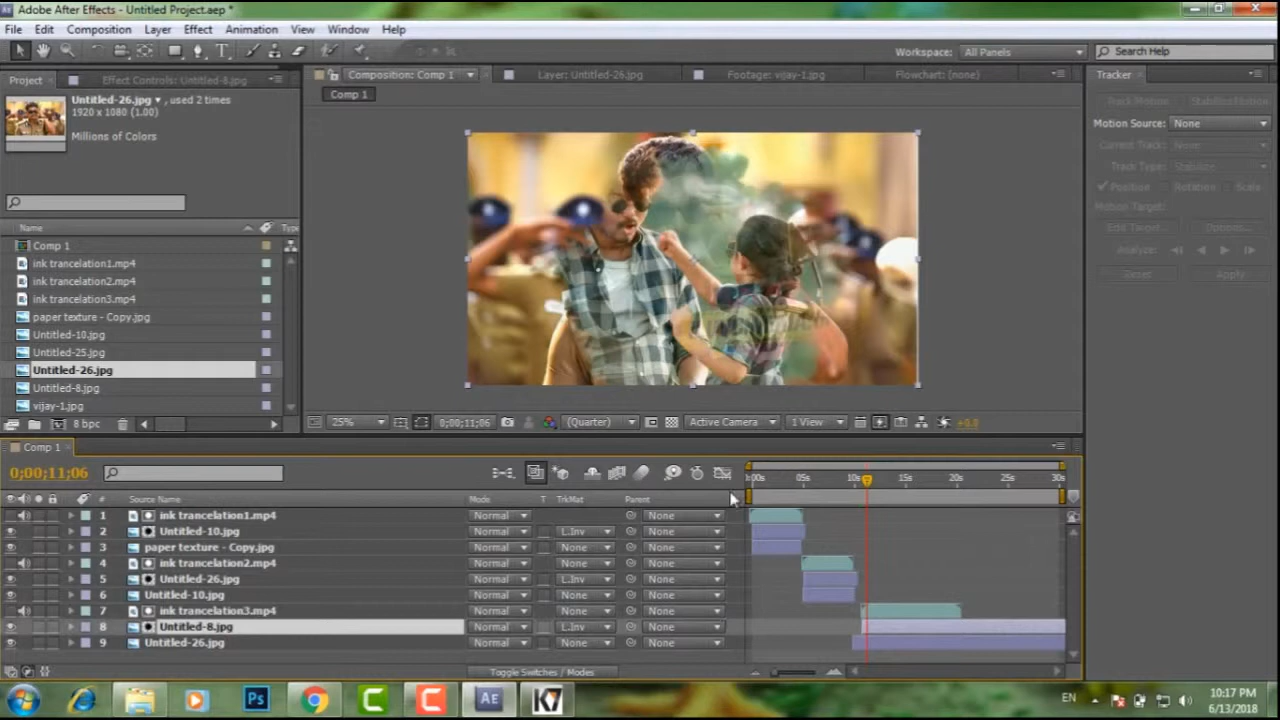 Adobe After Effects - Untitled Project.aep *
File Edit Composition Layer Effect Animation View Window Help
Workspace: All Panels Search Help
Project Effect Controls: Untitled-8.jpg Composition: Comp 1 Layer: Untitled-26.jpg Footage: vijay-1.jpg Flowchart: (none) Tracker
Untitled-26.jpg , used 2 times
1920 x 1080 (1.00)
Millions of Colors
Comp 1
Track Motion Stabilize Motion
Motion Source: None
Current Track: None
Track Type: Stabilize
Position Rotation Scale
Motion Target:
Edit Target... Options...
Analyze:
Reset Apply
Name Type
Comp 1
ink trancelation1.mp4
ink trancelation2.mp4
ink trancelation3.mp4
paper texture - Copy.jpg
Untitled-10.jpg
Untitled-25.jpg
Untitled-26.jpg
Untitled-8.jpg
vijay-1.jpg
8 bpc
25% 0;00;11;06 (Quarter) Active Camera 1 View +0.0
Comp 1
0;00;11;06
:00s 05s 10s 15s 20s 25s 30s
# Source Name Mode T TrkMat Parent
1 ink trancelation1.mp4 Normal None
2 Untitled-10.jpg Normal L.Inv None
3 paper texture - Copy.jpg Normal None None
4 ink trancelation2.mp4 Normal None None
5 Untitled-26.jpg Normal L.Inv None
6 Untitled-10.jpg Normal None None
7 ink trancelation3.mp4 Normal None None
8 Untitled-8.jpg Normal L.Inv None
9 Untitled-26.jpg Normal None None
Toggle Switches / Modes
Ps C C AE K7 EN 10:17 PM
6/13/2018